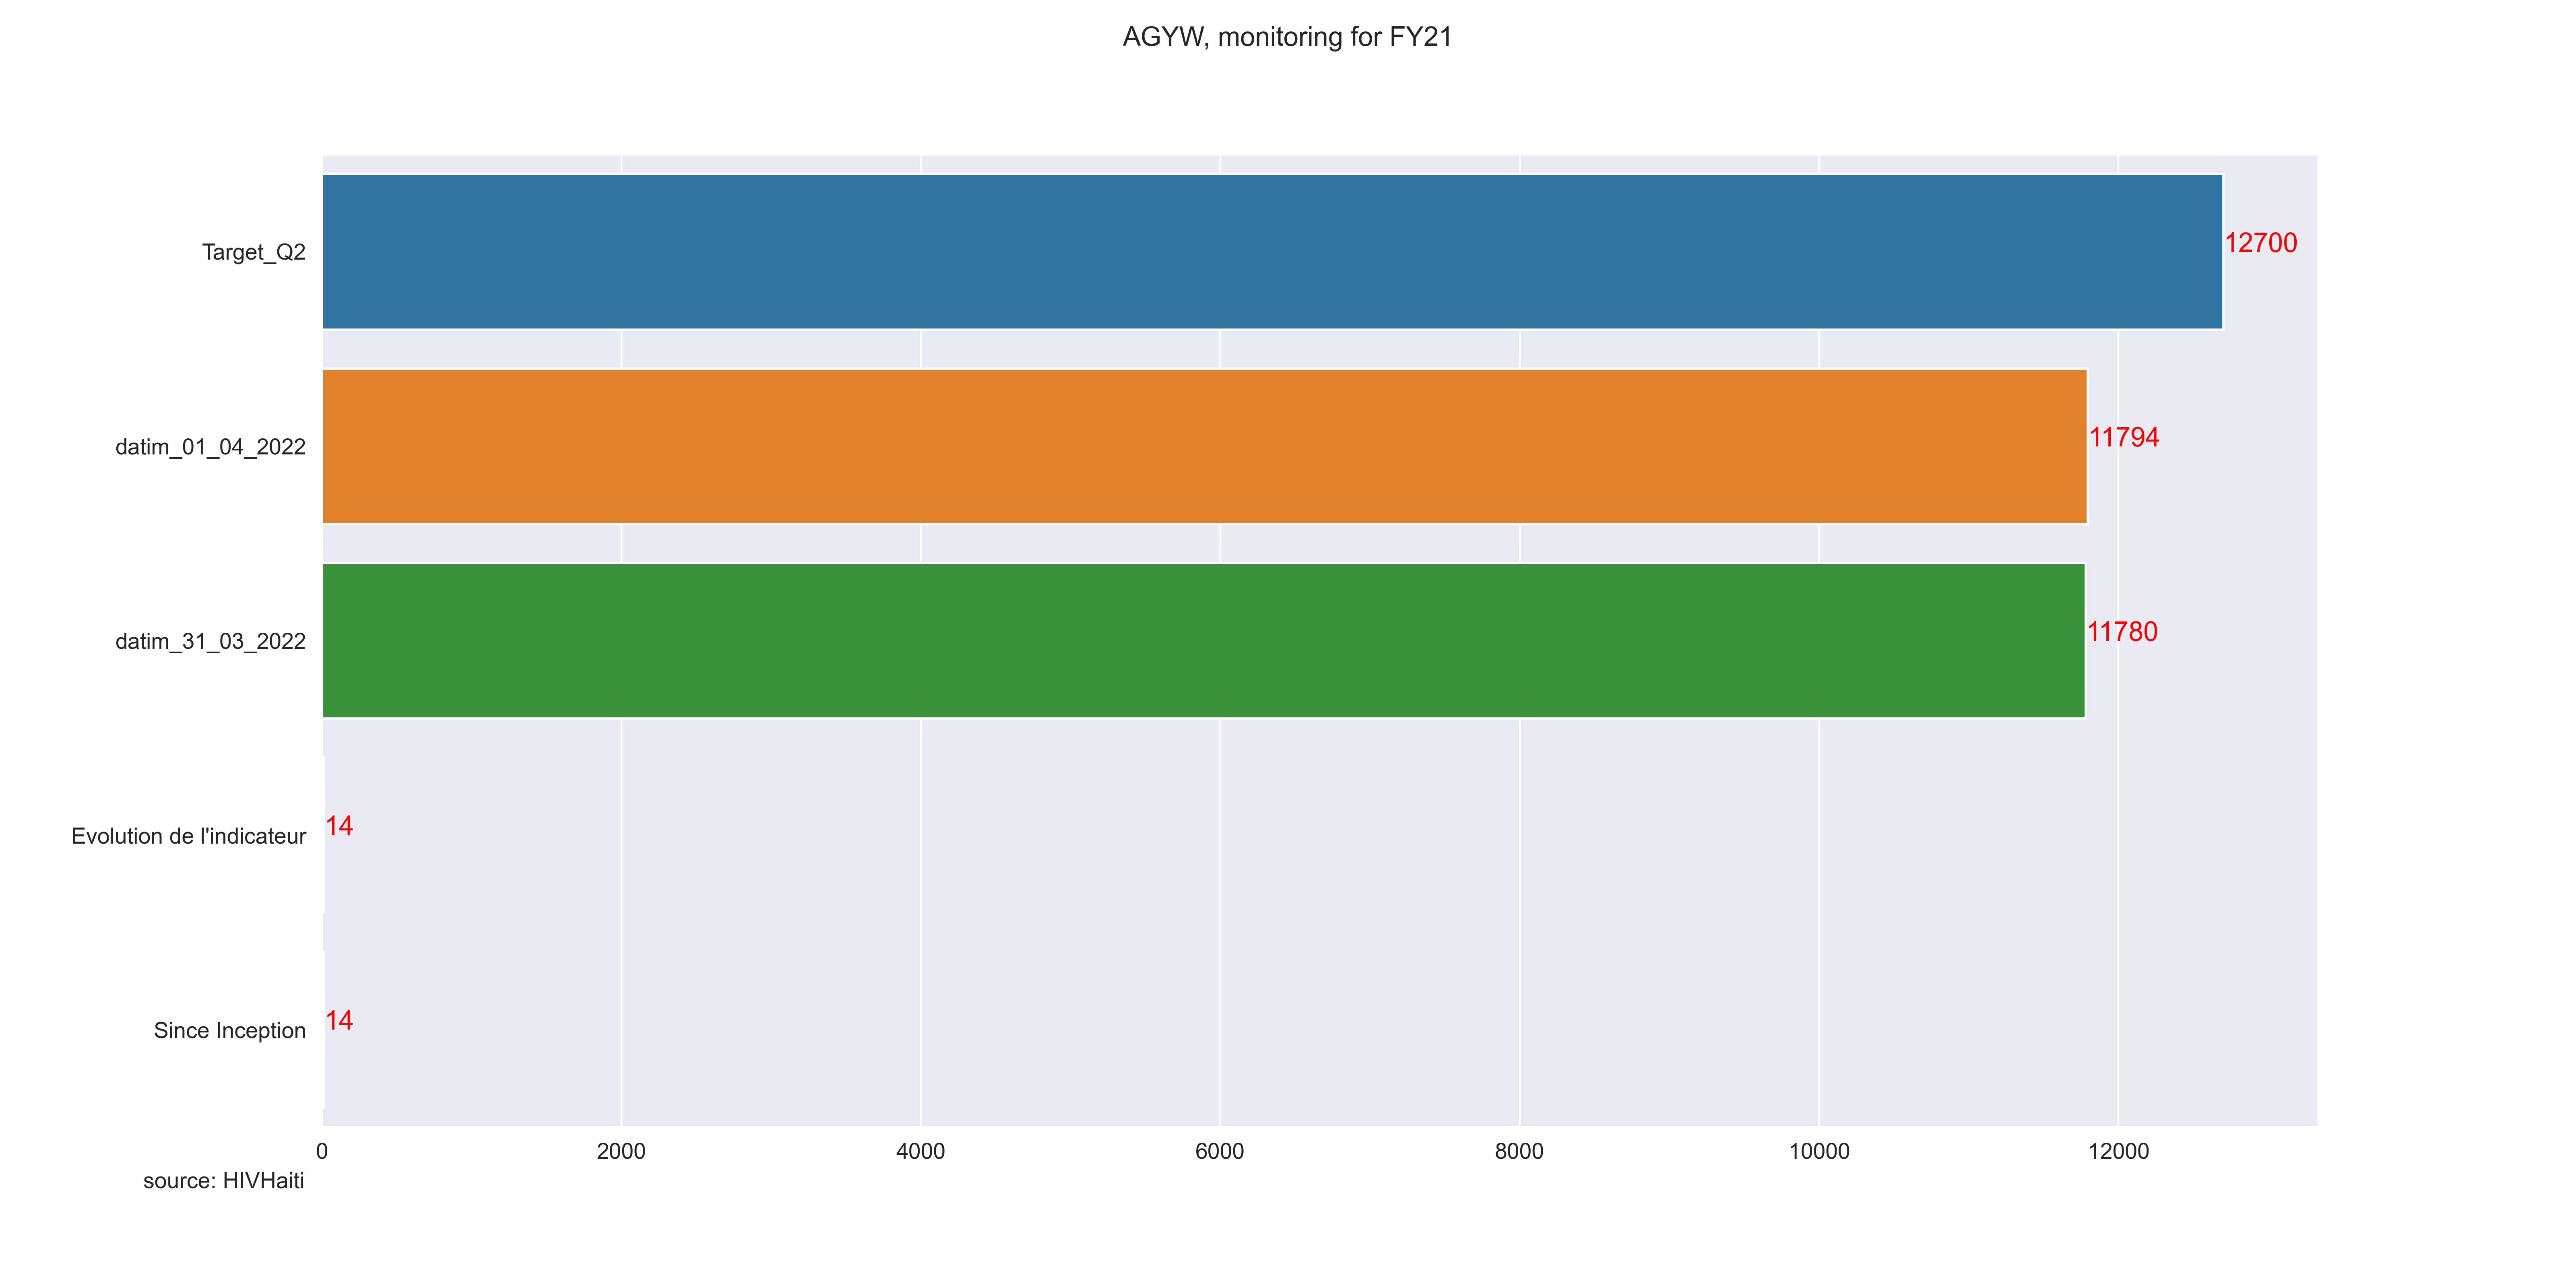 AGYW, monitoring for FY21
Target_Q2
12700
datim_01_04_2022
11794
datim_31_03_2022
11780
Evolution de l'indicateur
14
Since Inception
14
0 2000 4000 6000 8000 10000 12000
source: HIVHaiti